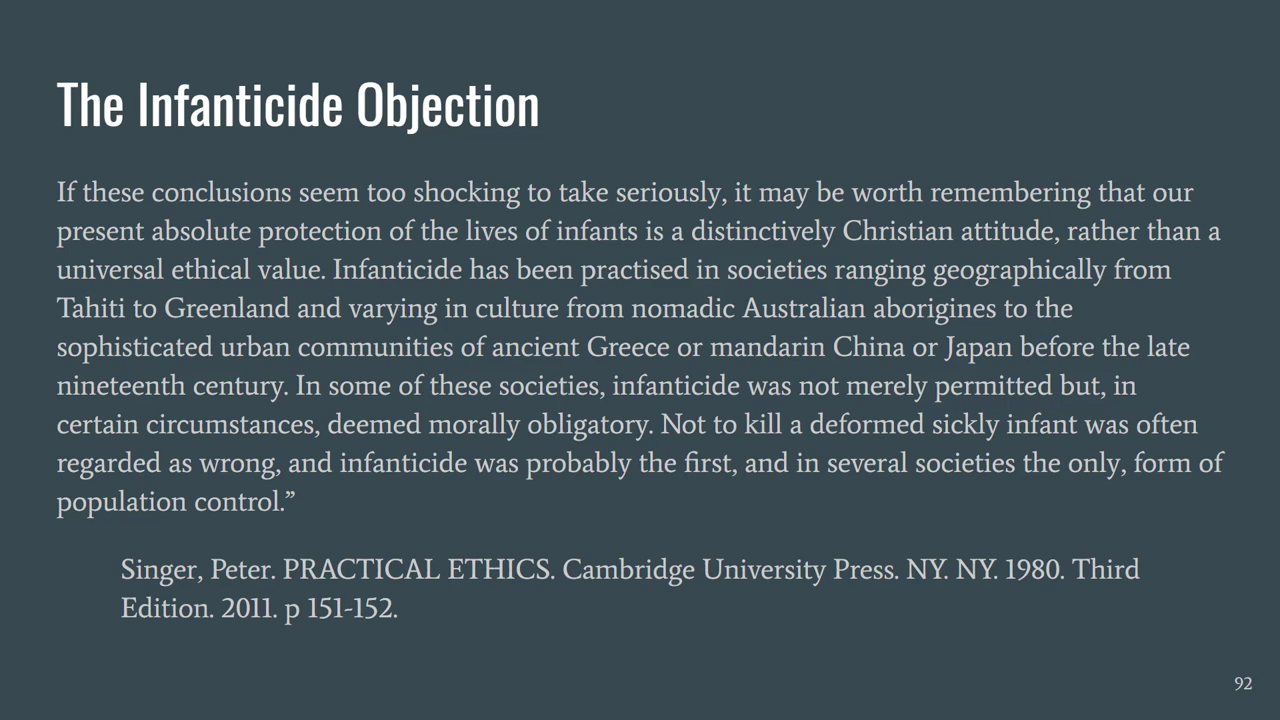 The Infanticide Objection
If these conclusions seem too shocking to take seriously, it may be worth remembering that our
present absolute protection of the lives of infants is a distinctively Christian attitude, rather than a
universal ethical value. Infanticide has been practised in societies ranging geographically from
Tahiti to Greenland and varying in culture from nomadic Australian aborigines to the
sophisticated urban communities of ancient Greece or mandarin China or Japan before the late
nineteenth century. In some of these societies, infanticide was not merely permitted but, in
certain circumstances, deemed morally obligatory. Not to kill a deformed sickly infant was often
regarded as wrong, and infanticide was probably the first, and in several societies the only, form of
population control.”
Singer, Peter. PRACTICAL ETHICS. Cambridge University Press. NY. NY. 1980. Third
Edition. 2011. p 151-152.
92